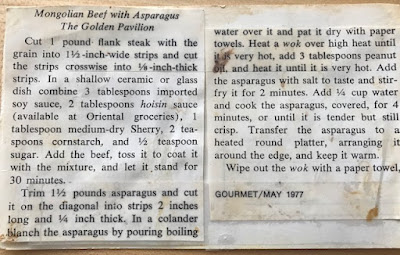 Mongolian Beef with Asparagus
The Golden Pavilion
Cut 1 pound flank steak with the
grain into 1½-inch-wide strips and cut
the strips crosswise into ¼-inch-thick
strips. In a shallow ceramic or glass
dish combine 3 tablespoons imported
soy sauce, 2 tablespoons hoisin sauce
(available at Oriental groceries), 1
tablespoon medium-dry Sherry, 2 tea-
spoons cornstarch, and ½ teaspoon
sugar. Add the beef, toss it to coat it
with the mixture, and let it stand for
30 minutes.
Trim 1½ pounds asparagus and cut
it on the diagonal into strips 2 inches
long and ¼ inch thick. In a colander
blanch the asparagus by pouring boiling
water over it and pat it dry with paper
towels. Heat a wok over high heat until
it is very hot, add 3 tablespoons peanut
oil, and heat it until it is very hot. Add
the asparagus with salt to taste and stir-
fry it for 2 minutes. Add ¼ cup water
and cook the asparagus, covered, for 4
minutes, or until it is tender but still
crisp. Transfer the asparagus to a
heated round platter, arranging it
around the edge, and keep it warm.
Wipe out the wok with a paper towel,
GOURMET/MAY 1977